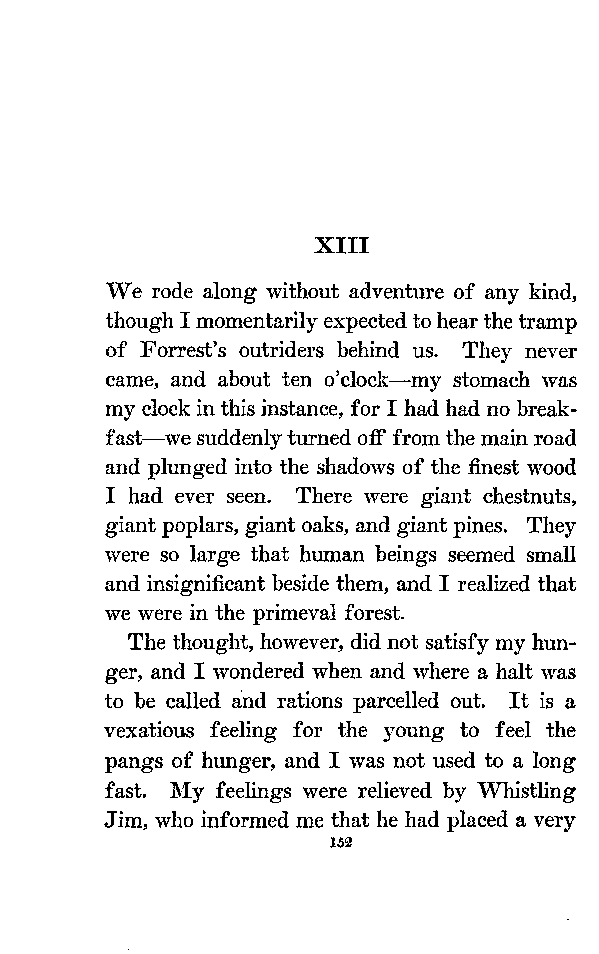 XIII
We rode along without adventure of any kind,
though I momentarily expected to hear the tramp
of Forrest's outriders behind us. They never
came, and about ten o'clock—my stomach was
my clock in this instance, for I had had no break-
fast—we suddenly turned off from the main road
and plunged into the shadows of the finest wood
I had ever seen. There were giant chestnuts,
giant poplars, giant oaks, and giant pines. They
were so large that human beings seemed small
and insignificant beside them, and I realized that
we were in the primeval forest.
The thought, however, did not satisfy my hun-
ger, and I wondered when and where a halt was
to be called and rations parcelled out. It is a
vexatious feeling for the young to feel the
pangs of hunger, and I was not used to a long
fast. My feelings were relieved by Whistling
Jim, who informed me that he had placed a very
152